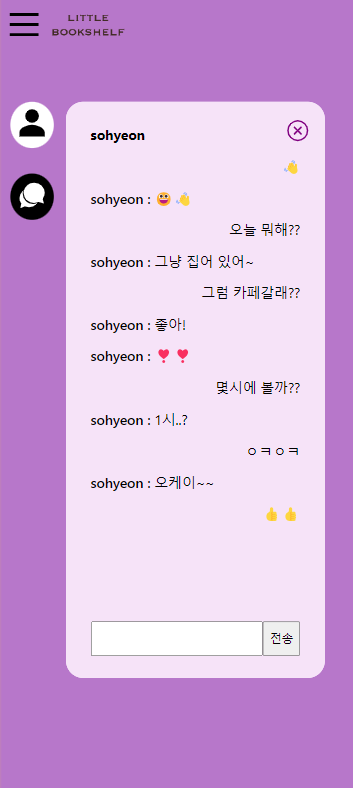 LITTLE
BOOKSHELF
sohyeon
👋
sohyeon : 😀 👋
오늘 뭐해??
sohyeon : 그냥 집어 있어~
그럼 카페갈래??
sohyeon : 좋아!
sohyeon : ❣ ❣
몇시에 볼까??
sohyeon : 1시..?
ㅇㅋㅇㅋ
sohyeon : 오케이~~
👍 👍
전송